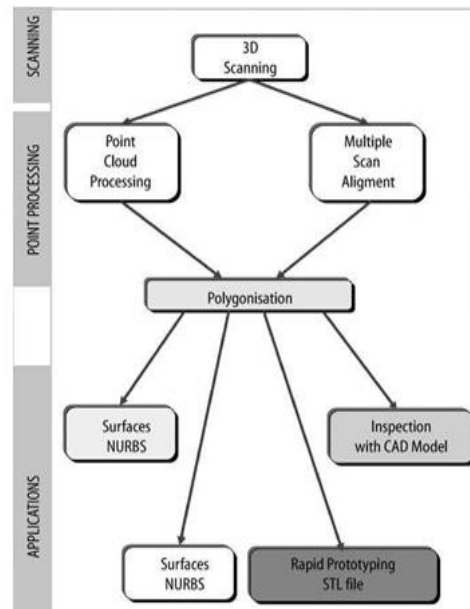 SCANNING
3D
Scanning
POINT PROCESSING
Point
Cloud
Processing
Multiple
Scan
Aligment
Polygonisation
APPLICATIONS
Surfaces
NURBS
Inspection
with CAD Model
Surfaces
NURBS
Rapid Prototyping
STL file